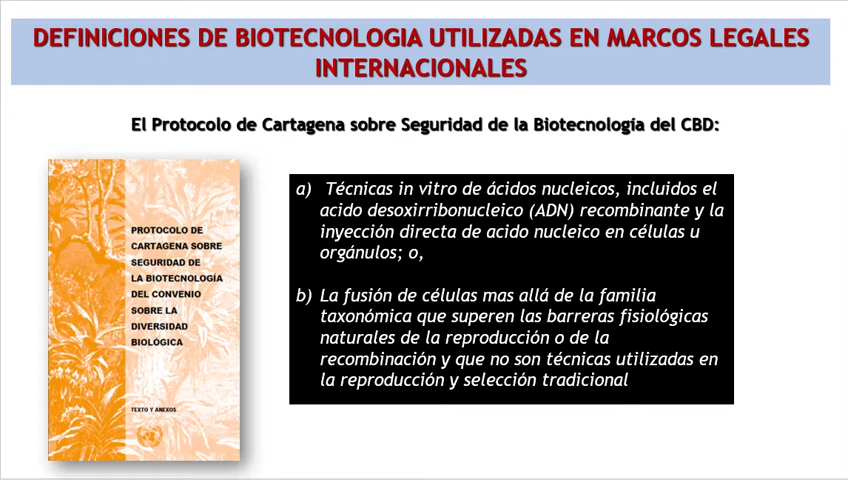 DEFINICIONES DE BIOTECNOLOGIA UTILIZADAS EN MARCOS LEGALES
INTERNACIONALES
El Protocolo de Cartagena sobre Seguridad de la Biotecnología del CBD:
PROTOCOLO DE
CARTAGENA SOBRE
SEGURIDAD DE
LA BIOTECNOLOGÍA
DEL CONVENIO
SOBRE LA
DIVERSIDAD
BIOLÓGICA
TEXTO Y ANEXOS
a) Técnicas in vitro de ácidos nucleicos, incluidos el
acido desoxirribonucleico (ADN) recombinante y la
inyección directa de acido nucleico en células u
orgánulos; o,
b) La fusión de células mas allá de la familia
taxonómica que superen las barreras fisiológicas
naturales de la reproducción o de la
recombinación y que no son técnicas utilizadas en
la reproducción y selección tradicional